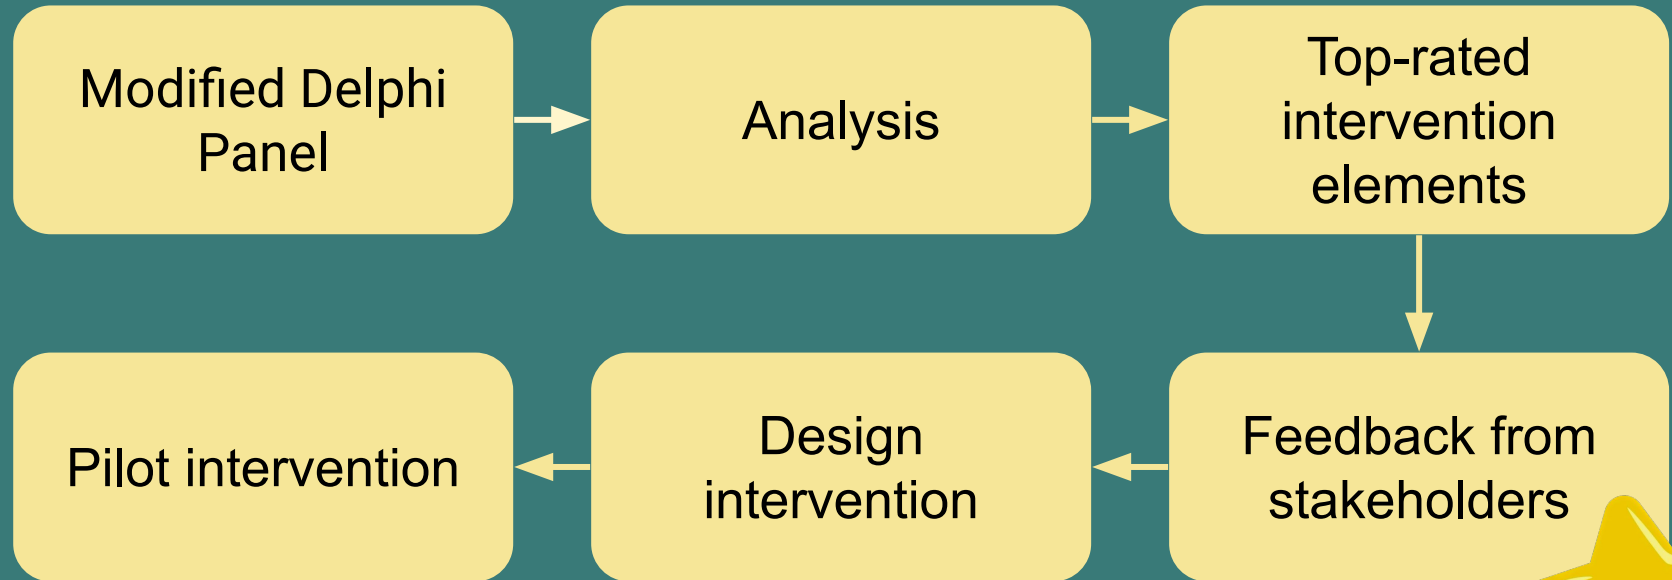 Modified Delphi
Panel
Analysis
Top-rated
intervention
elements
Feedback from
stakeholders
Design
intervention
Pilot intervention